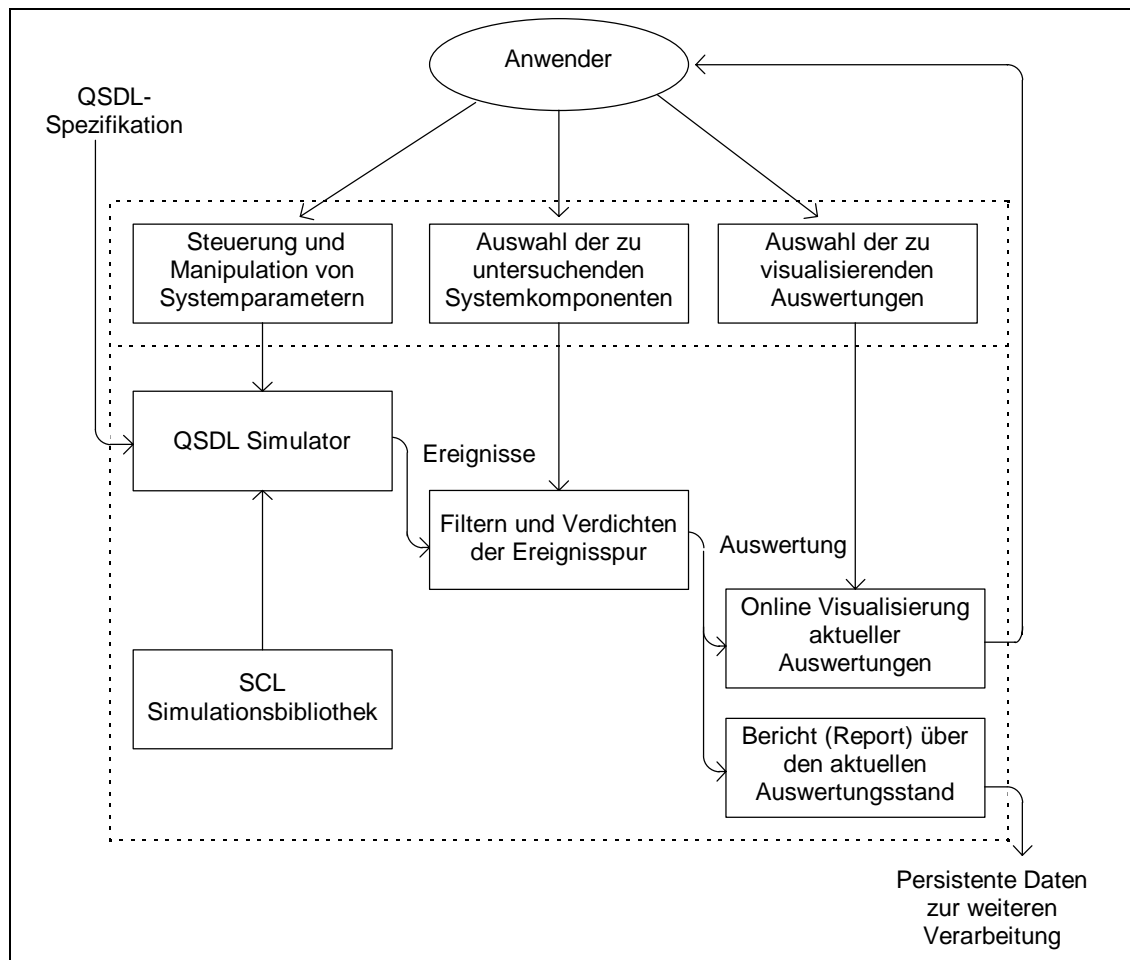 Anwender
QSDL-
Spezifikation
Steuerung und
Manipulation von
Systemparametern
Auswahl der zu
untersuchenden
Systemkomponenten
Auswahl der zu
visualisierenden
Auswertungen
QSDL Simulator
Ereignisse
Filtern und Verdichten
der Ereignisspur
Auswertung
Online Visualisierung
aktueller
Auswertungen
SCL
Simulationsbibliothek
Bericht (Report) über
den aktuellen
Auswertungsstand
Persistente Daten
zur weiteren
Verarbeitung